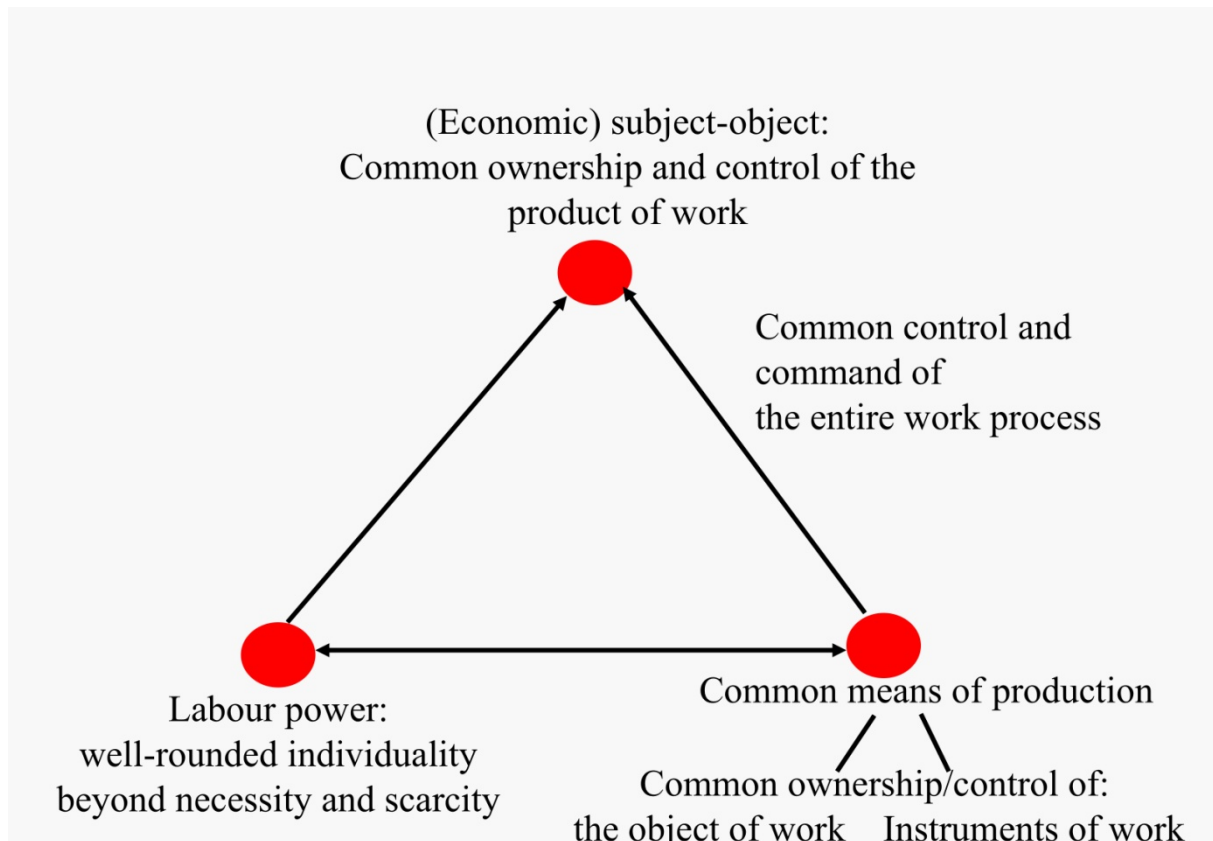 (Economic) subject-object:
Common ownership and control of the
product of work
Common control and
command of
the entire work process
Labour power:
well-rounded individuality
beyond necessity and scarcity
Common means of production
Common ownership/control of:
the object of work Instruments of work